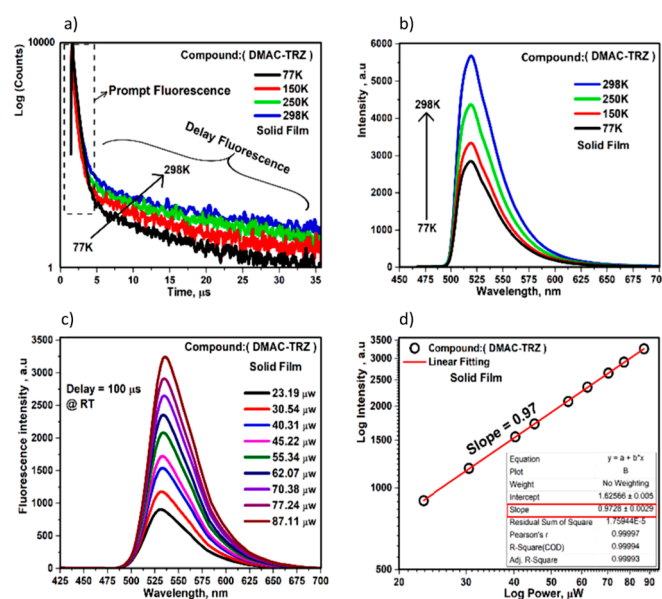 a)
Log (Counts)
10000
1
Compound:( DMAC-TRZ )
77K
150K
250K
298K
Solid Film
Prompt Fluorescence
Delay Fluorescence
298K
77K
0 5 10 15 20 25 30 35
Time, μs
b)
Intensity , a.u
6000
5000
4000
3000
2000
1000
0
Compound:( DMAC-TRZ )
298K
250K
150K
77K
Solid Film
298K
77K
400 425 450 475 500 525 550 575 600 625 650 675 700
Wavelength, nm
c)
Fluorescence intensity , a.u
3500
3000
2500
2000
1500
1000
500
0
Compound:( DMAC-TRZ )
Solid Film
Delay = 100 μs
@ RT
23.19 μw
30.54 μw
40.31 μw
45.22 μw
55.34 μw
62.07 μw
70.38 μw
77.24 μw
87.11 μw
425 450 475 500 525 550 575 600 625 650 675 700
Wavelength, nm
d)
Log Intensity , a.u
3500
3000
2500
2000
1500
1000
500
Compound:( DMAC-TRZ )
Linear Fitting
Solid Film
Slope = 0.97
Equation y = a + b*x
Plot B
Weight No Weighting
Intercept 1.62566 ± 0.005
Slope 0.9728 ± 0.0029
Residual Sum of Square 1.75944E-5
Pearson's r 0.99997
R-Square(COD) 0.99994
Adj. R-Square 0.99993
20 30 40 50 60 70 80 90
Log Power, μW